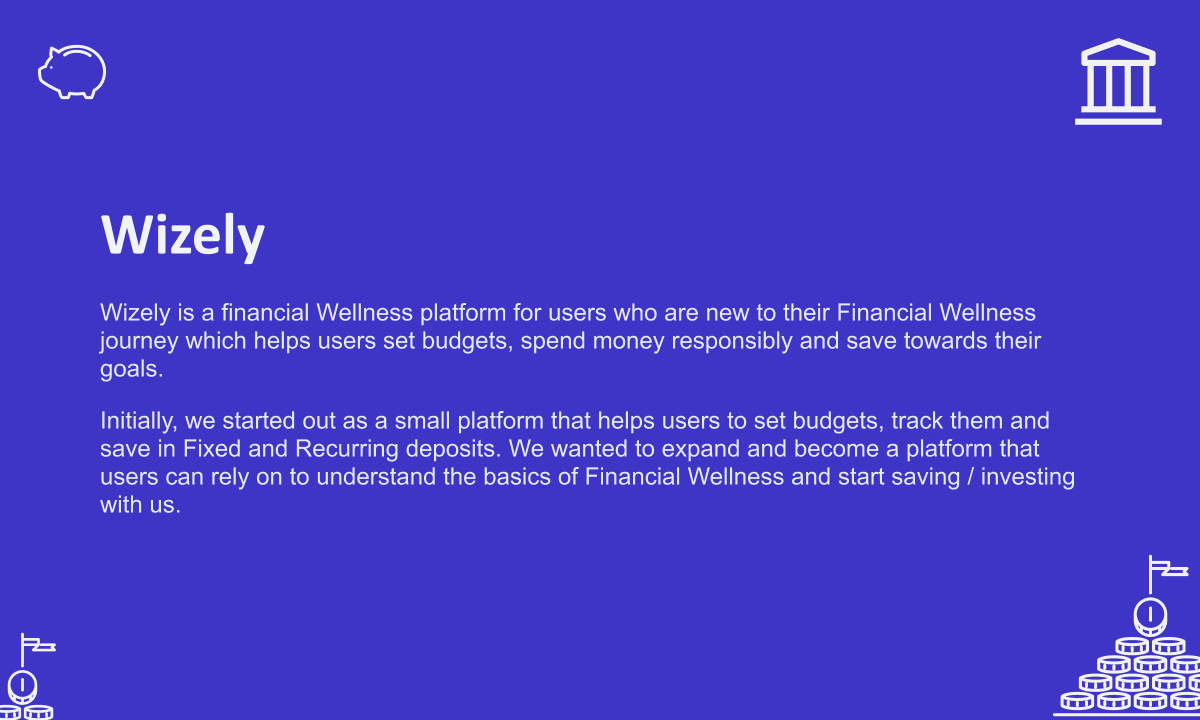 Wizely
Wizely is a financial Wellness platform for users who are new to their Financial Wellness
journey which helps users set budgets, spend money responsibly and save towards their
goals.
Initially, we started out as a small platform that helps users to set budgets, track them and
save in Fixed and Recurring deposits. We wanted to expand and become a platform that
users can rely on to understand the basics of Financial Wellness and start saving / investing
with us.